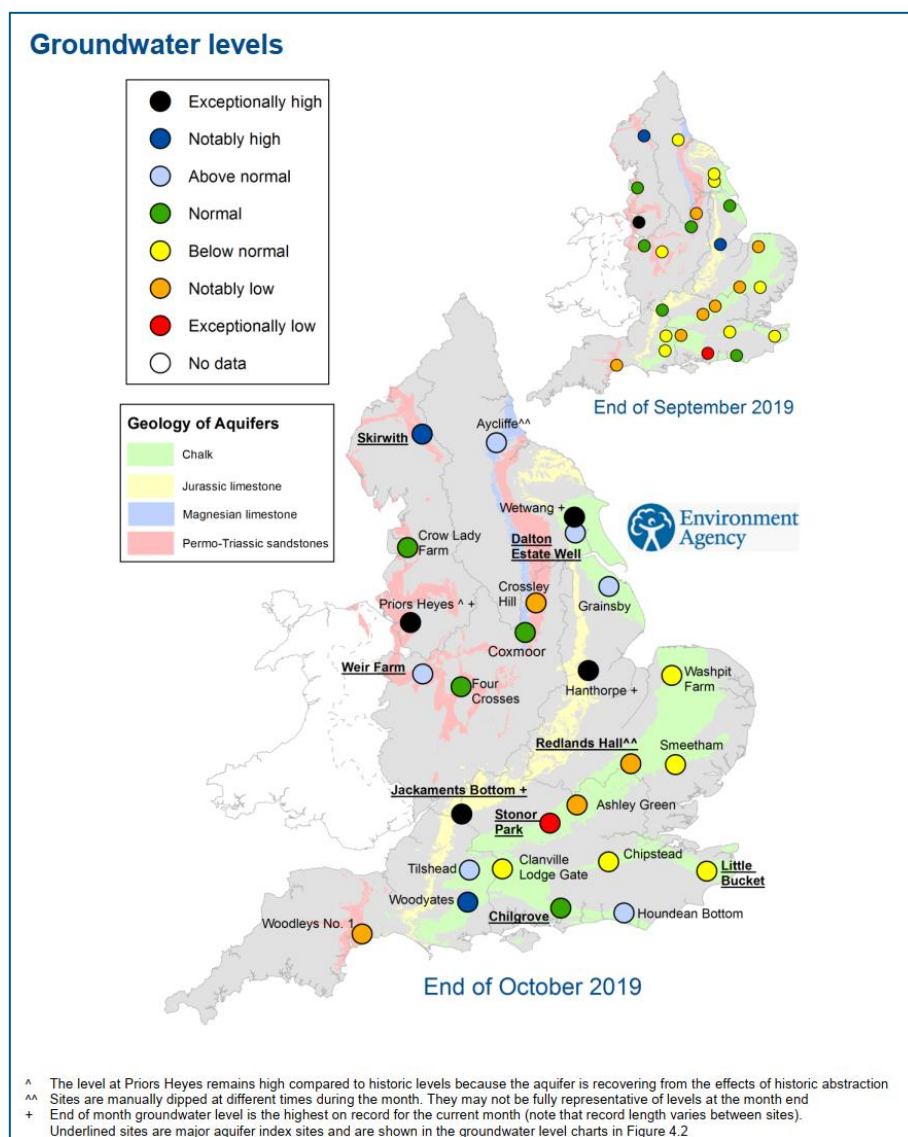 Groundwater levels
Exceptionally high
Notably high
Above normal
Normal
Below normal
Notably low
Exceptionally low
No data
End of September 2019
Geology of Aquifers
Chalk
Jurassic limestone
Magnesian limestone
Permo-Triassic sandstones
Skirwith
Aycliffe^^
Wetwang +
Environment
Agency
Dalton
Estate Well
Crow Lady
Farm
Crossley
Hill
Grainsby
Priors Heyes ^ +
Coxmoor
Weir Farm
Four
Crosses
Hanthorpe +
Washpit
Farm
Redlands Hall^^
Smeetham
Jackaments Bottom +
Stonor
Park
Ashley Green
Tilshead
Clanville
Lodge Gate
Chipstead
Little
Bucket
Woodyates
Chilgrove
Houndean Bottom
Woodleys No. 1
End of October 2019
^ The level at Priors Heyes remains high compared to historic levels because the aquifer is recovering from the effects of historic abstraction
^^ Sites are manually dipped at different times during the month. They may not be fully representative of levels at the month end
+ End of month groundwater level is the highest on record for the current month (note that record length varies between sites).
Underlined sites are major aquifer index sites and are shown in the groundwater level charts in Figure 4.2